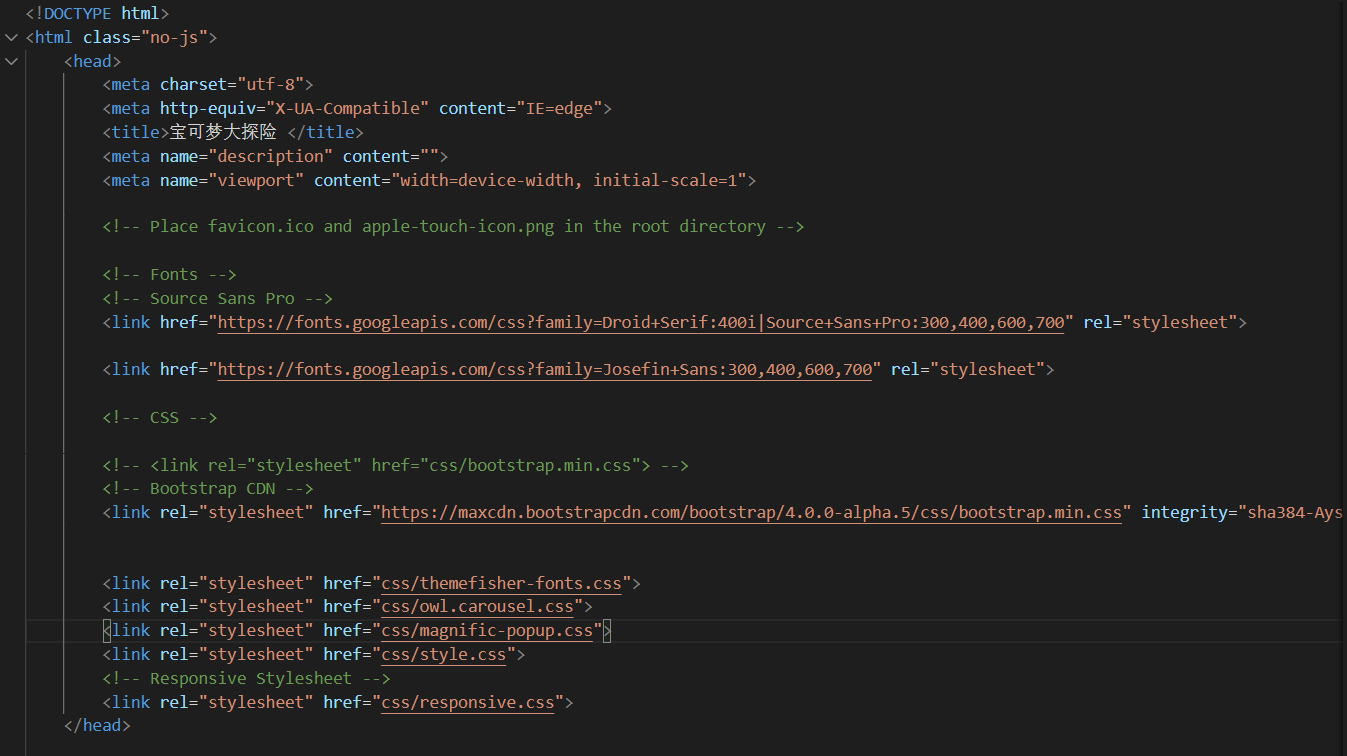 <!DOCTYPE html>
<html class="no-js">
<head>
<meta charset="utf-8">
<meta http-equiv="X-UA-Compatible" content="IE=edge">
<title>宝可梦大探险 </title>
<meta name="description" content="">
<meta name="viewport" content="width=device-width, initial-scale=1">
<!-- Place favicon.ico and apple-touch-icon.png in the root directory -->
<!-- Fonts -->
<!-- Source Sans Pro -->
<link href="https://fonts.googleapis.com/css?family=Droid+Serif:400i|Source+Sans+Pro:300,400,600,700" rel="stylesheet">
<link href="https://fonts.googleapis.com/css?family=Josefin+Sans:300,400,600,700" rel="stylesheet">
<!-- CSS -->
<!-- <link rel="stylesheet" href="css/bootstrap.min.css"> -->
<!-- Bootstrap CDN -->
<link rel="stylesheet" href="https://maxcdn.bootstrapcdn.com/bootstrap/4.0.0-alpha.5/css/bootstrap.min.css" integrity="sha384-Ays
<link rel="stylesheet" href="css/themefisher-fonts.css">
<link rel="stylesheet" href="css/owl.carousel.css">
<link rel="stylesheet" href="css/magnific-popup.css">
<link rel="stylesheet" href="css/style.css">
<!-- Responsive Stylesheet -->
<link rel="stylesheet" href="css/responsive.css">
</head>